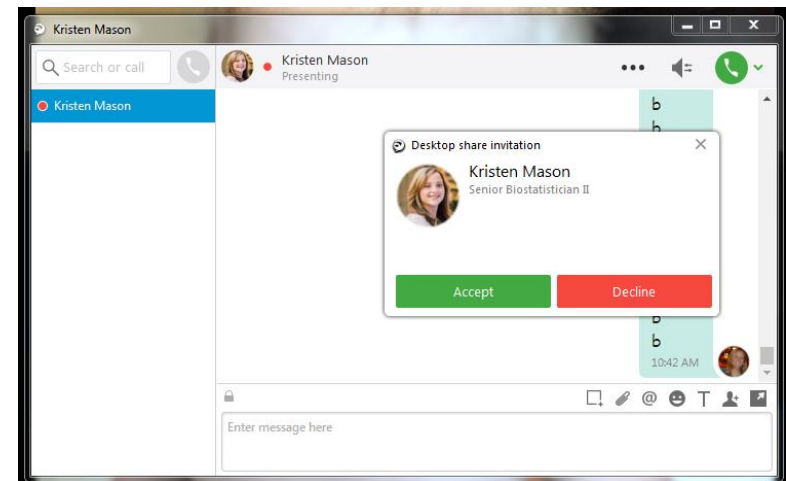 Kristen Mason
Search or call
Kristen Mason
Presenting
Kristen Mason
b
b
Desktop share invitation
Kristen Mason
Senior Biostatistician II
Accept
Decline
b
b
10:42 AM
Enter message here